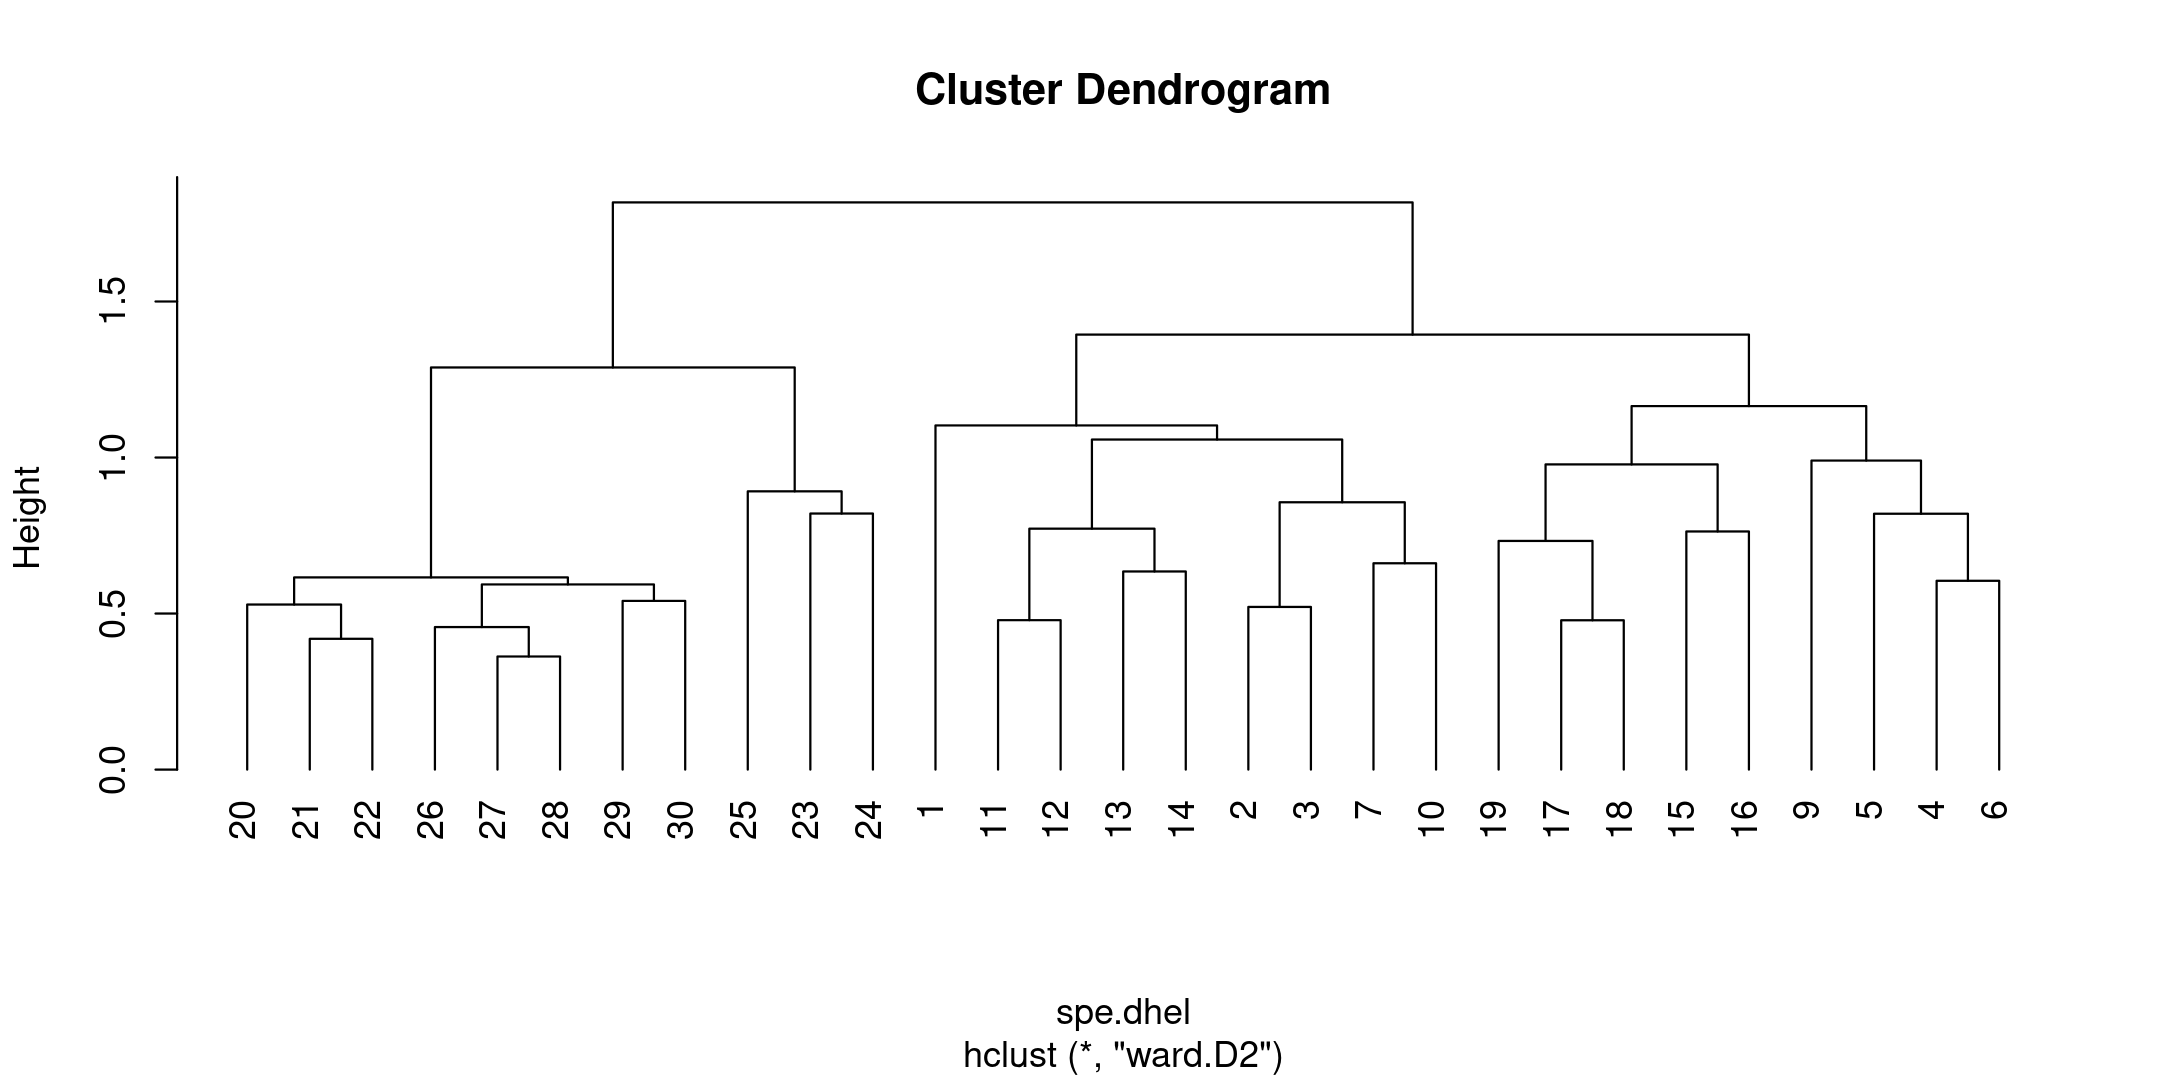 Cluster Dendrogram
Height
1.5
1.0
0.5
0.0
20 21 22 26 27 28 29 30 25 23 24 1 11 12 13 14 2 3 7 10 19 17 18 15 16 9 5 4 6
spe.dhel
hclust (*, "ward.D2")